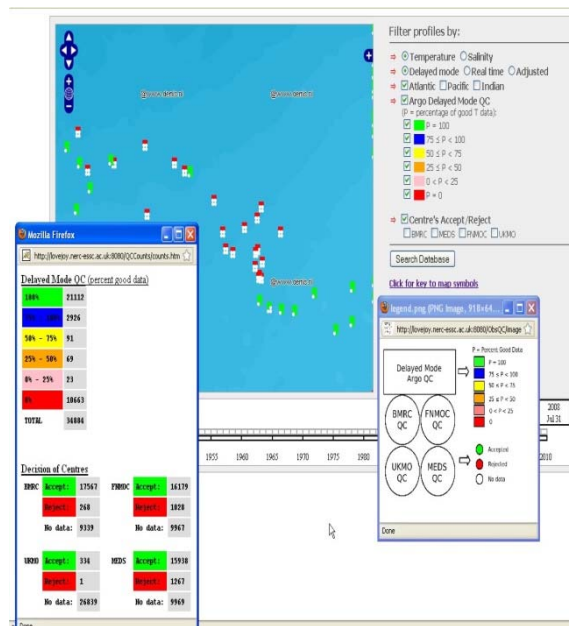 Filter profiles by:
Temperature Salinity
Delayed mode Real time Adjusted
Atlantic Pacific Indian
Argo Delayed Mode QC
(P = percentage of good T data):
P = 100
75 ≤ P < 100
50 ≤ P < 75
25 ≤ P < 50
0 < P < 25
P = 0
Centre's Accept/Reject
BMRC MEDS FNMOC UKMO
Search Database
Click for key to map symbols
Mozilla Firefox
http://lovejoy.nerc-essc.ac.uk:8080/QCCounts/counts.htm
Delayed Mode QC (percent good data)
100% 21112
2926
50% - 75% 91
25% - 50% 69
0% - 25% 23
0%
TOTAL
Decision of Centres
BMRC Accept: 17567 FNMOC Accept: 16179
Reject: 268 Reject:
No data: 9339 No data: 9967
UKMO Accept: 334 MEDS Accept: 15938
Reject: 1 Reject: 1267
No data: 26839 No data: 9969
Done
legend.png (PNG Image, 918×64...
http://lovejoy.nerc-essc.ac.uk:8080/ObsQC/image
P = Percent Good Data
Delayed Mode
Argo QC
P = 100
75 ≤ P < 100
50 ≤ P < 75
25 ≤ P < 50
0 < P < 25
0
BMRC
QC
FNMOC
QC
UKMO
QC
MEDS
QC
Accepted
Rejected
No data
Done
2008
Jul 31
1955 1960 1965 1970 1975 1980 2010